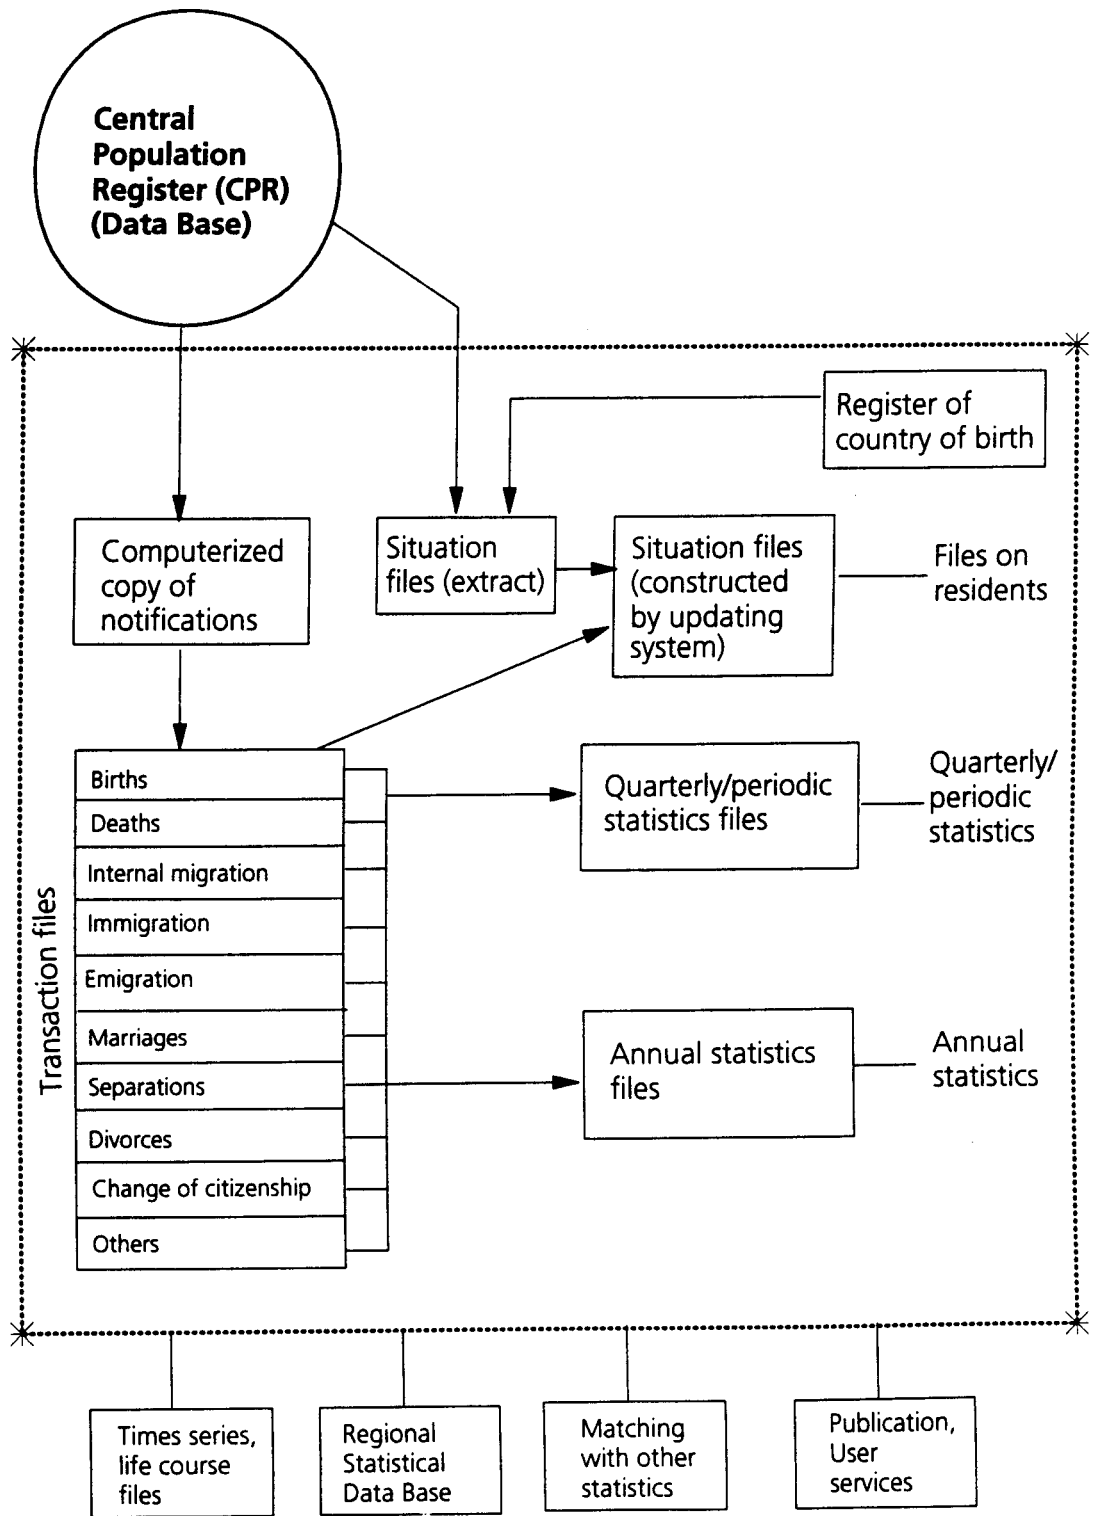 Central
Population
Register (CPR)
(Data Base)
Register of
country of birth
Computerized
copy of
notifications
Situation
files (extract)
Situation files
(constructed
by updating
system)
Files on
residents
Transaction files
Births
Deaths
Internal migration
Immigration
Emigration
Marriages
Separations
Divorces
Change of citizenship
Others
Quarterly/periodic
statistics files
Quarterly/
periodic
statistics
Annual statistics
files
Annual
statistics
Times series,
life course
files
Regional
Statistical
Data Base
Matching
with other
statistics
Publication,
User
services